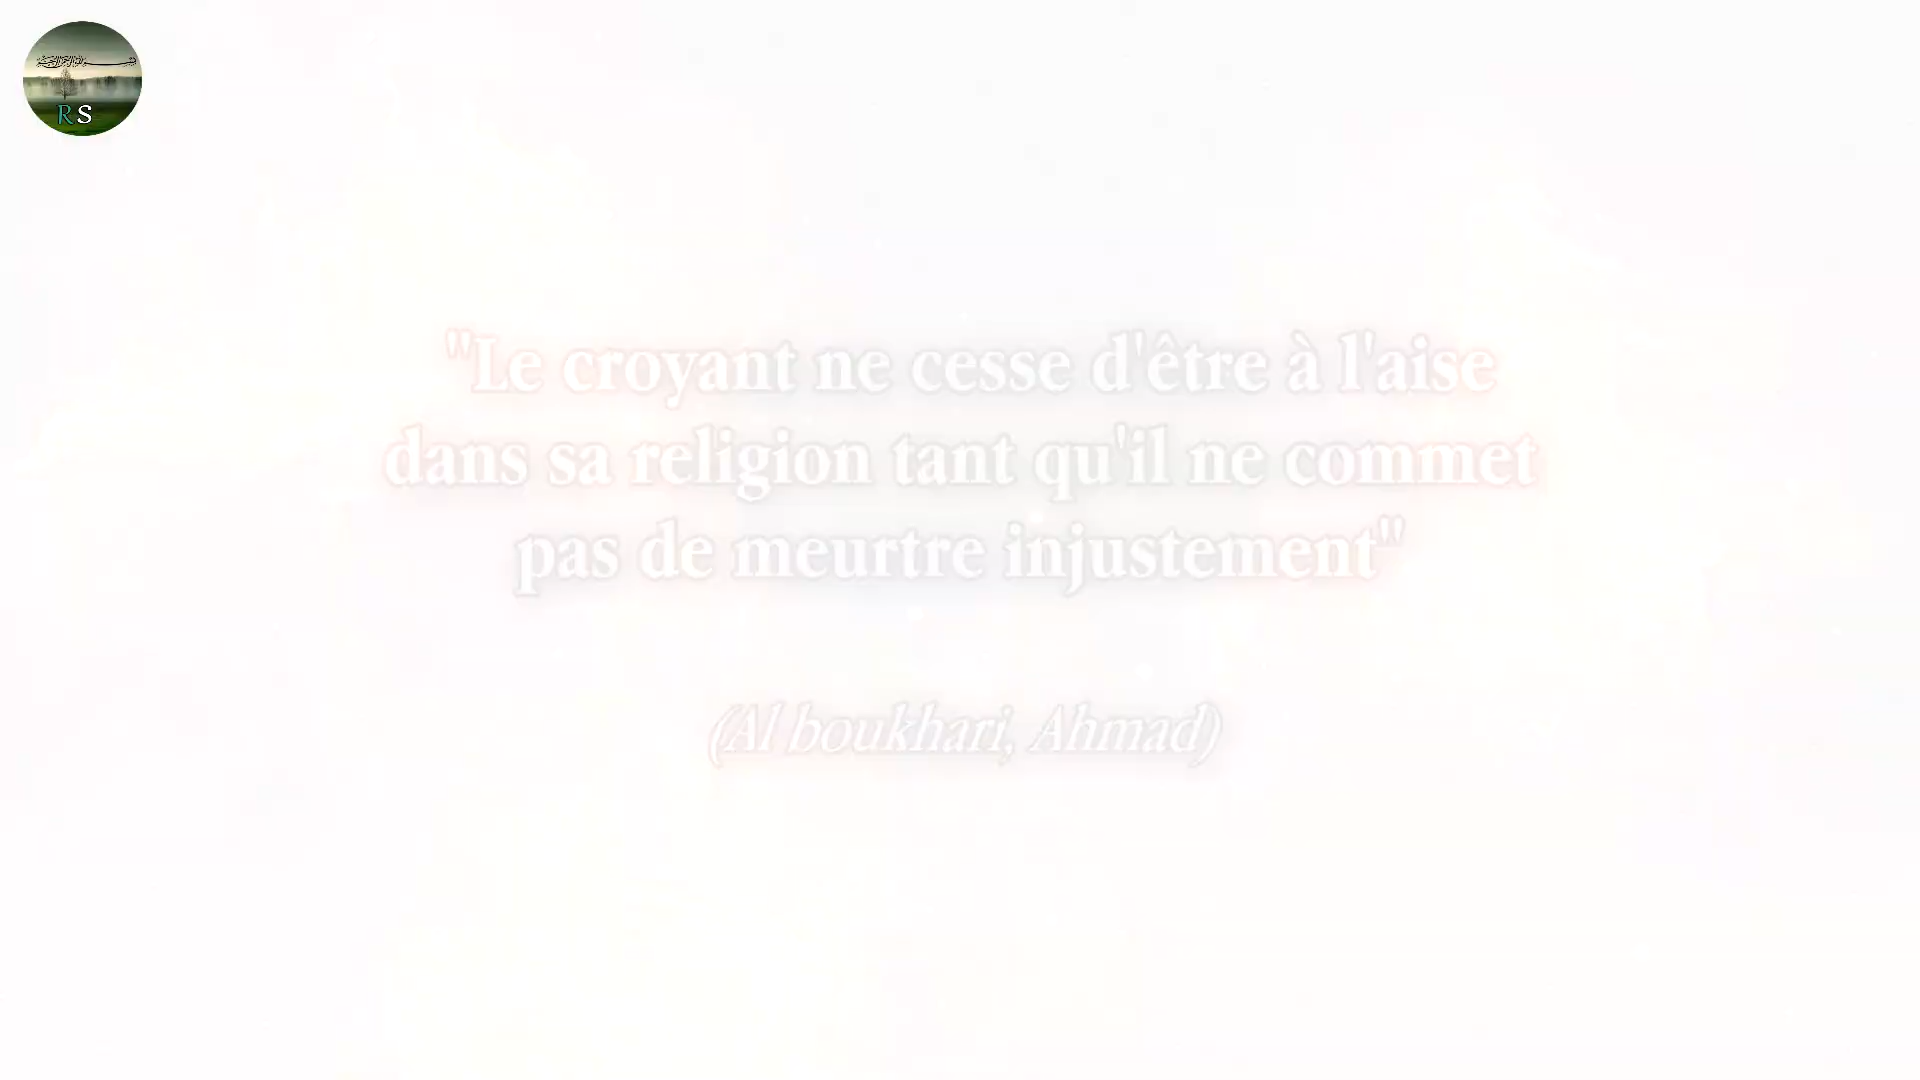 RS
"Le croyant ne cesse d'être à l'aise
dans sa religion tant qu'il ne commet
pas de meurtre injustement"
(Al boukhari, Ahmad)